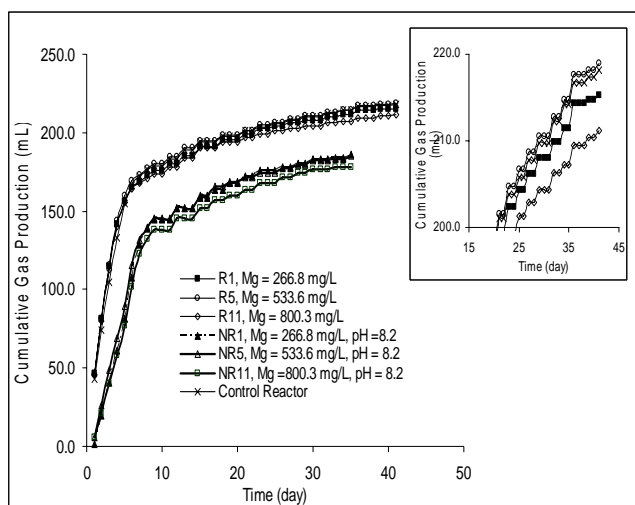 250.0
200.0
150.0
100.0
50.0
0.0
Cumulative Gas Production (mL)
0
10
20
30
40
50
Time (day)
R1, Mg = 266.8 mg/L
R5, Mg = 533.6 mg/L
R11, Mg = 800.3 mg/L
NR1, Mg = 266.8 mg/L, pH =8.2
NR5, Mg = 533.6 mg/L, pH = 8.2
NR11, Mg =800.3 mg/L, pH = 8.2
Control Reactor
220.0
210.0
200.0
Cumulative Gas Production
(mL)
15
25
35
45
Time (day)